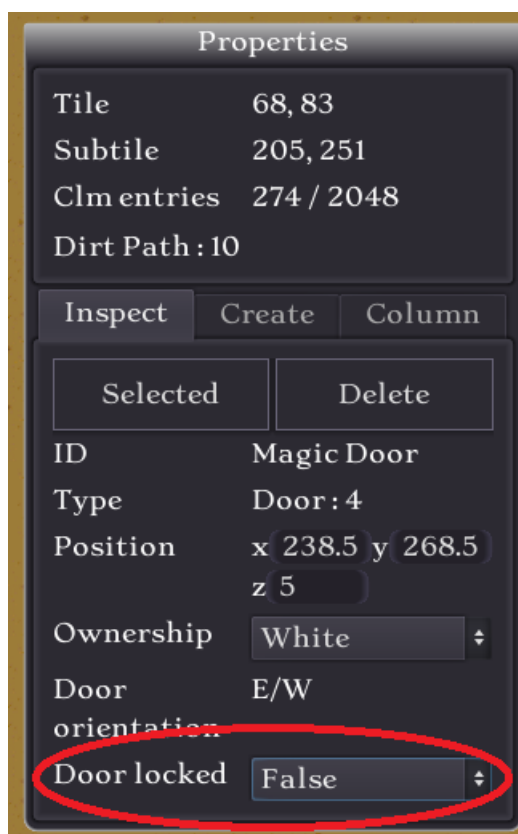 Properties
Tile 68, 83
Subtile 205, 251
Clm entries 274 / 2048
Dirt Path : 10
Inspect Create Column
Selected Delete
ID Magic Door
Type Door : 4
Position x 238.5 y 268.5
z 5
Ownership White
Door E/W
orientation
Door locked False